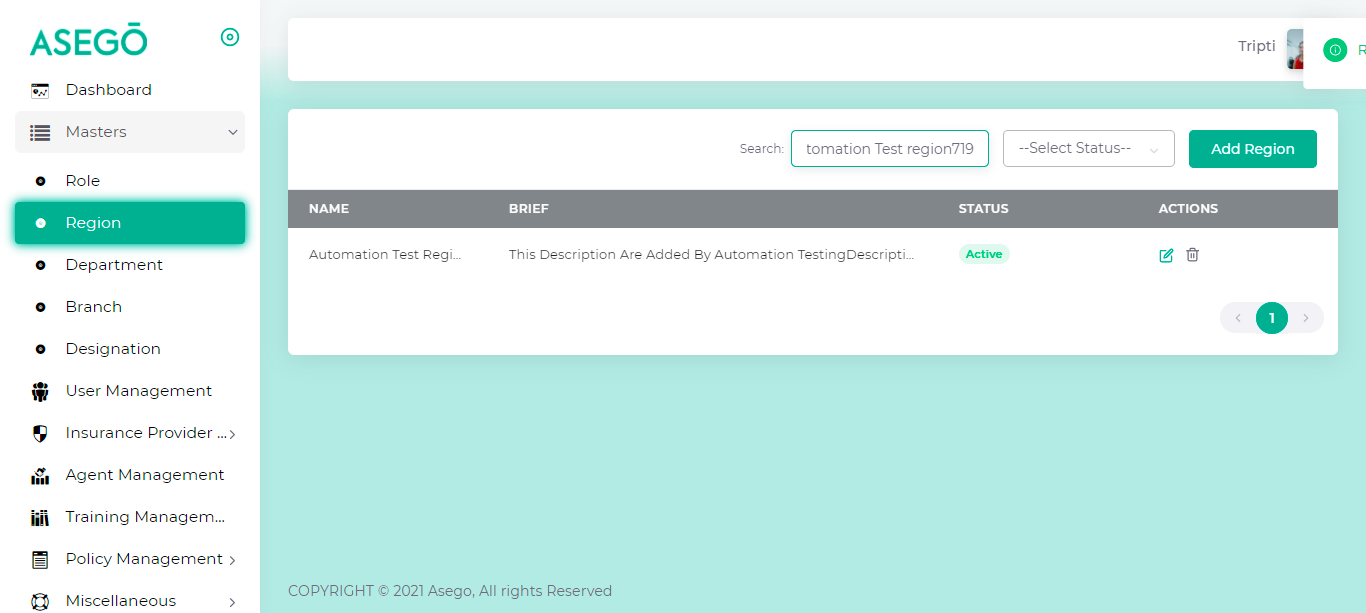 ASEGŌ
Dashboard
Masters
Role
Region
Department
Branch
Designation
User Management
Insurance Provider ...
Agent Management
Training Managem...
Policy Management
Miscellaneous
Tripti
R
Search: tomation Test region719 --Select Status-- Add Region
NAME BRIEF STATUS ACTIONS
Automation Test Regi... This Description Are Added By Automation TestingDescripti... Active
1
COPYRIGHT © 2021 Asego, All rights Reserved